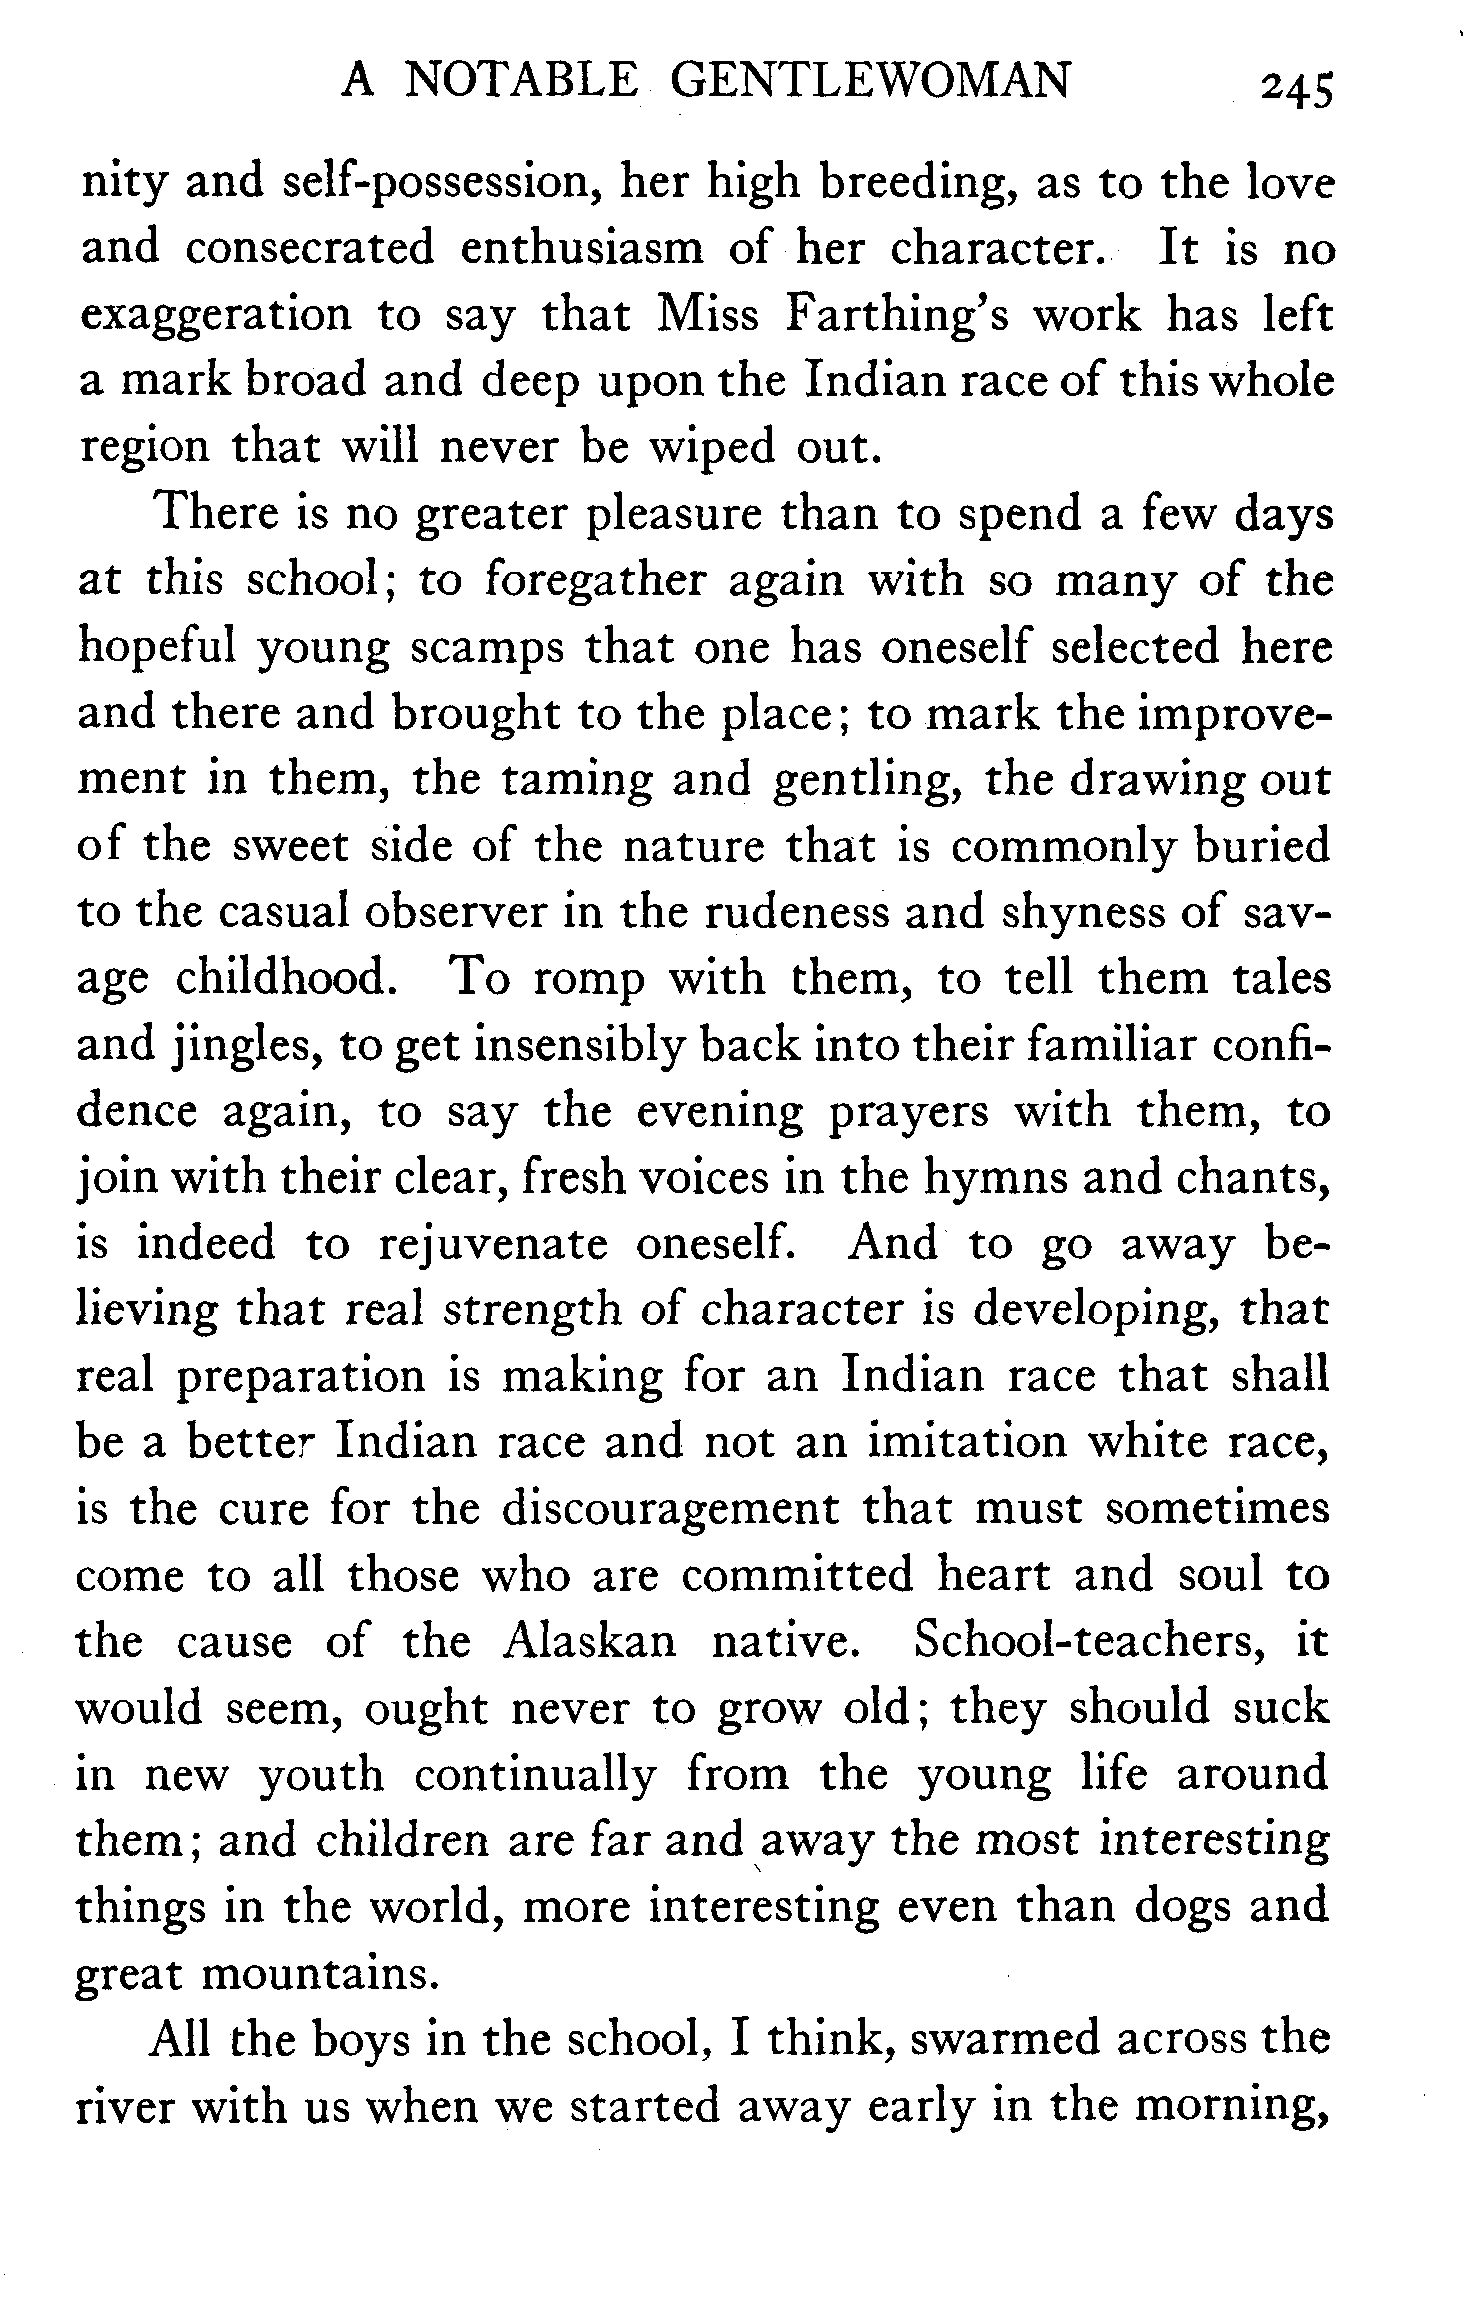 A NOTABLE GENTLEWOMAN 245
nity and self-possession, her high breeding, as to the love
and consecrated enthusiasm of her character. It is no
exaggeration to say that Miss Farthing's work has left
a mark broad and deep upon the Indian race of this whole
region that will never be wiped out.
There is no greater pleasure than to spend a few days
at this school; to foregather again with so many of the
hopeful young scamps that one has oneself selected here
and there and brought to the place; to mark the improve-
ment in them, the taming and gentling, the drawing out
of the sweet side of the nature that is commonly buried
to the casual observer in the rudeness and shyness of sav-
age childhood. To romp with them, to tell them tales
and jingles, to get insensibly back into their familiar confi-
dence again, to say the evening prayers with them, to
join with their clear, fresh voices in the hymns and chants,
is indeed to rejuvenate oneself. And to go away be-
lieving that real strength of character is developing, that
real preparation is making for an Indian race that shall
be a better Indian race and not an imitation white race,
is the cure for the discouragement that must sometimes
come to all those who are committed heart and soul to
the cause of the Alaskan native. School-teachers, it
would seem, ought never to grow old; they should suck
in new youth continually from the young life around
them; and children are far and away the most interesting
things in the world, more interesting even than dogs and
great mountains.
All the boys in the school, I think, swarmed across the
river with us when we started away early in the morning,